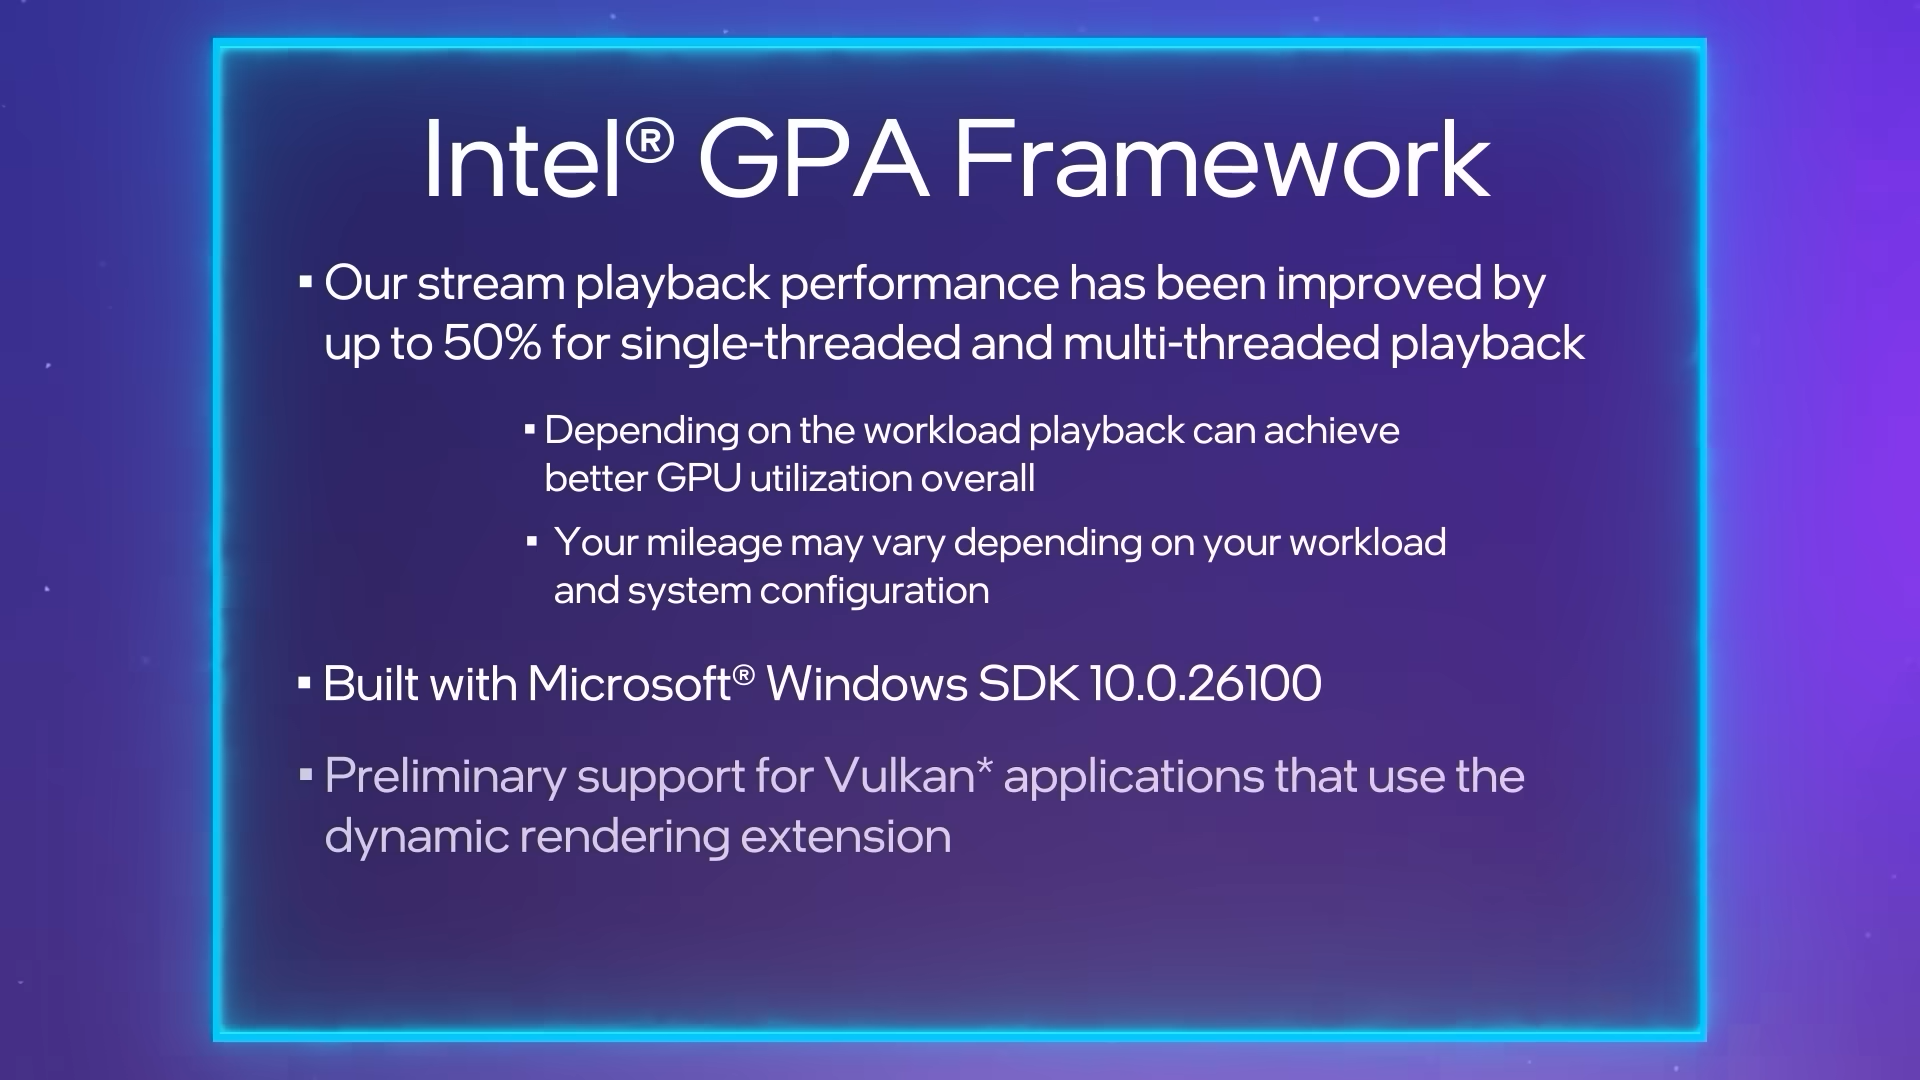 Intel® GPA Framework
▪ Our stream playback performance has been improved by
up to 50% for single-threaded and multi-threaded playback
▪ Depending on the workload playback can achieve
better GPU utilization overall
▪ Your mileage may vary depending on your workload
and system configuration
▪ Built with Microsoft® Windows SDK 10.0.26100
▪ Preliminary support for Vulkan* applications that use the
dynamic rendering extension